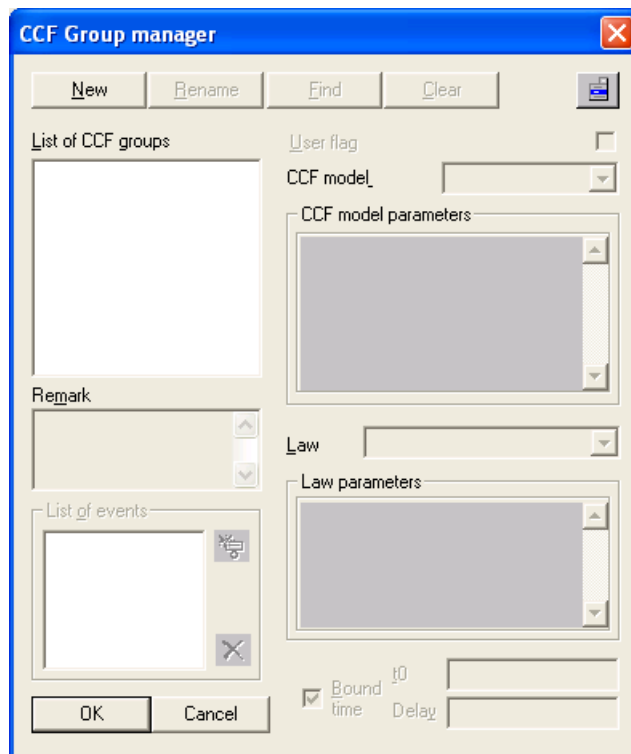 CCF Group manager
New Rename Find Clear
List of CCF groups
User flag
CCF model
CCF model parameters
Remark
Law
List of events
Law parameters
Bound time
t0
Delay
OK Cancel